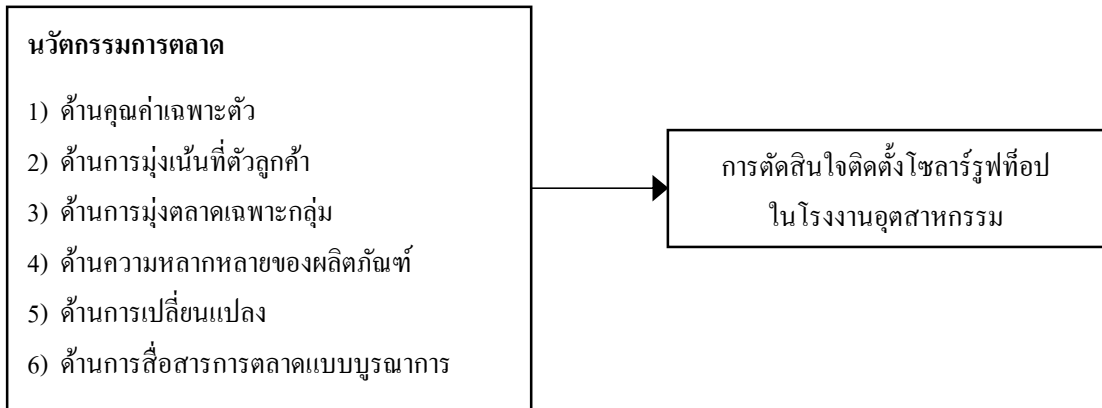 นวัตกรรมการตลาด
1) ด้านคุณค่าเฉพาะตัว
2) ด้านการมุ่งเน้นที่ตัวลูกค้า
3) ด้านการมุ่งตลาดเฉพาะกลุ่ม
4) ด้านความหลากหลายของผลิตภัณฑ์
5) ด้านการเปลี่ยนแปลง
6) ด้านการสื่อสารการตลาดแบบบูรณาการ
การตัดสินใจติดตั้งโซลาร์รูฟท็อป
ในโรงงานอุตสาหกรรม